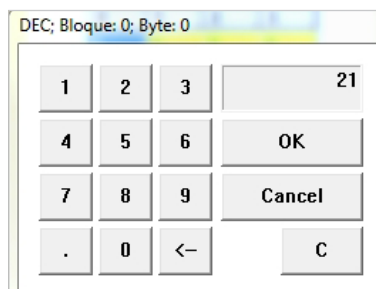 DEC; Bloque: 0; Byte: 0
1 2 3 21
4 5 6 OK
7 8 9 Cancel
. 0 <- C